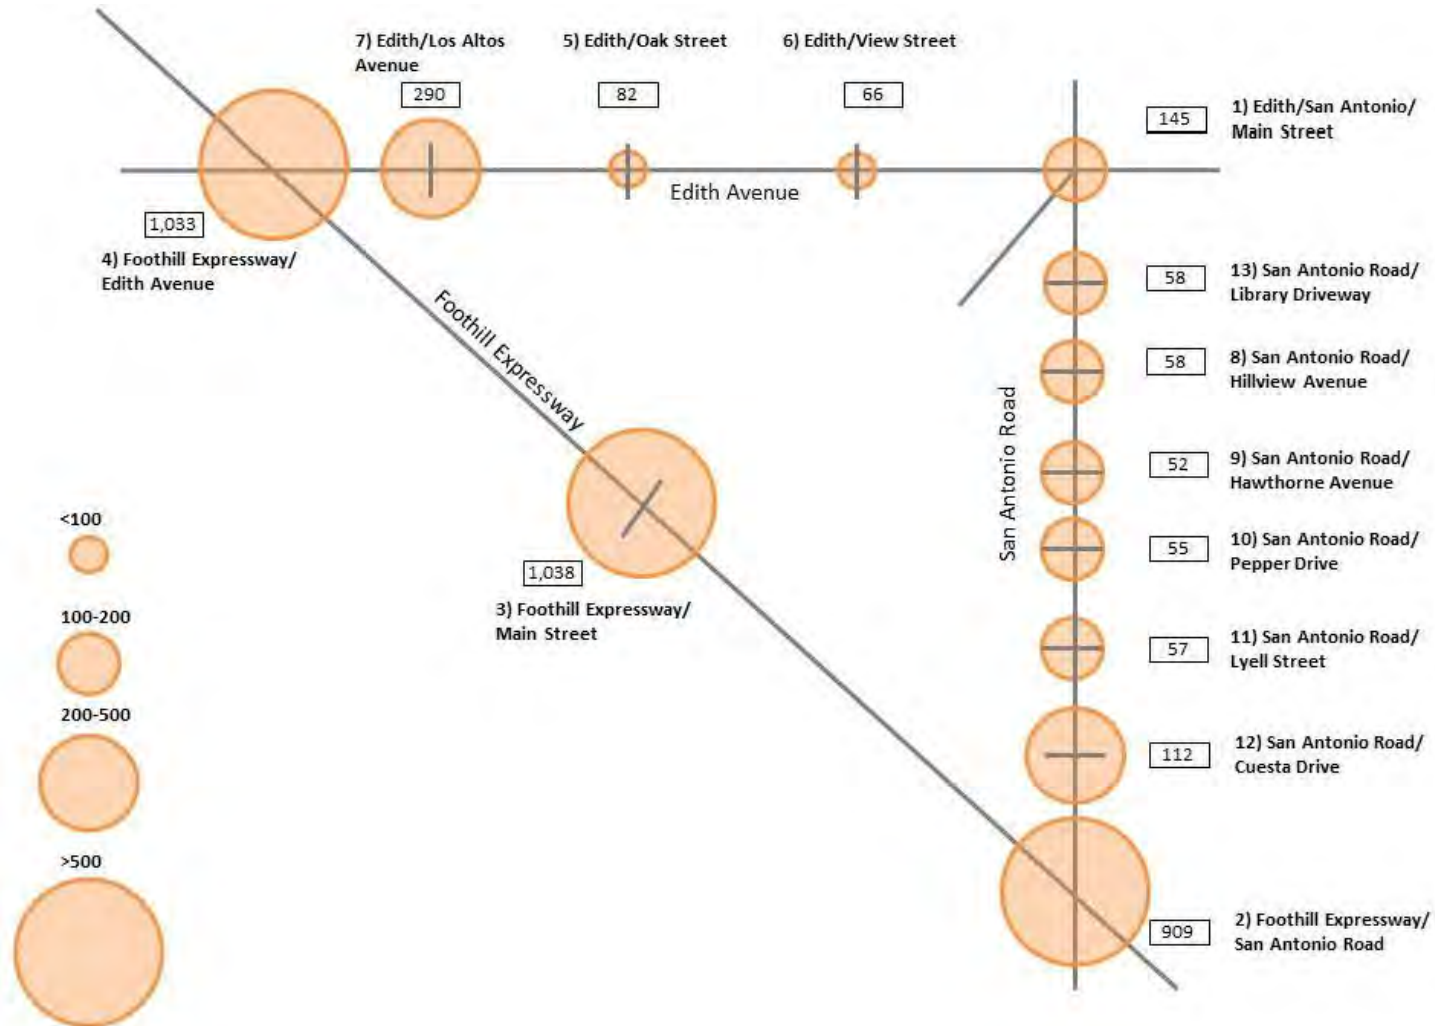 7) Edith/Los Altos
Avenue
290
5) Edith/Oak Street
82
6) Edith/View Street
66
145
1) Edith/San Antonio/
Main Street
Edith Avenue
1,033
4) Foothill Expressway/
Edith Avenue
58
13) San Antonio Road/
Library Driveway
Foothill Expressway
58
8) San Antonio Road/
Hillview Avenue
San Antonio Road
52
9) San Antonio Road/
Hawthorne Avenue
55
10) San Antonio Road/
Pepper Drive
1,038
3) Foothill Expressway/
Main Street
57
11) San Antonio Road/
Lyell Street
112
12) San Antonio Road/
Cuesta Drive
909
2) Foothill Expressway/
San Antonio Road
<100
100-200
200-500
>500